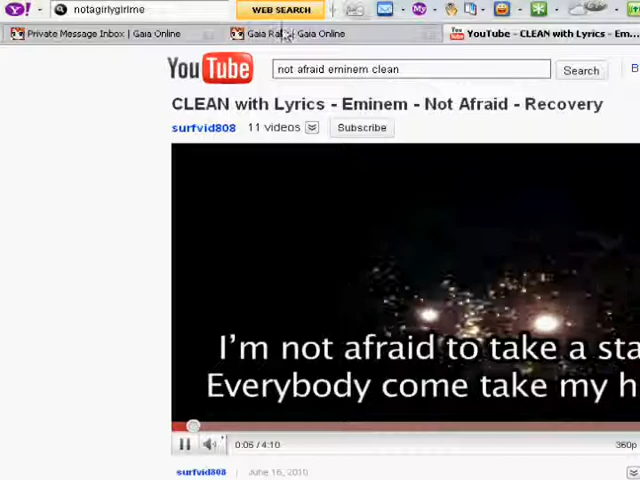 Y! notagirlygirlme WEB SEARCH My
Private Message Inbox | Gaia Online Gaia Online YouTube - CLEAN with Lyrics - Em...
YouTube not afraid eminem clean Search
CLEAN with Lyrics - Eminem - Not Afraid - Recovery
surfvid808 11 videos Subscribe
I'm not afraid to take a sta
Everybody come take my h
0:05 / 4:10 360p
surfvid808 June 16, 2010